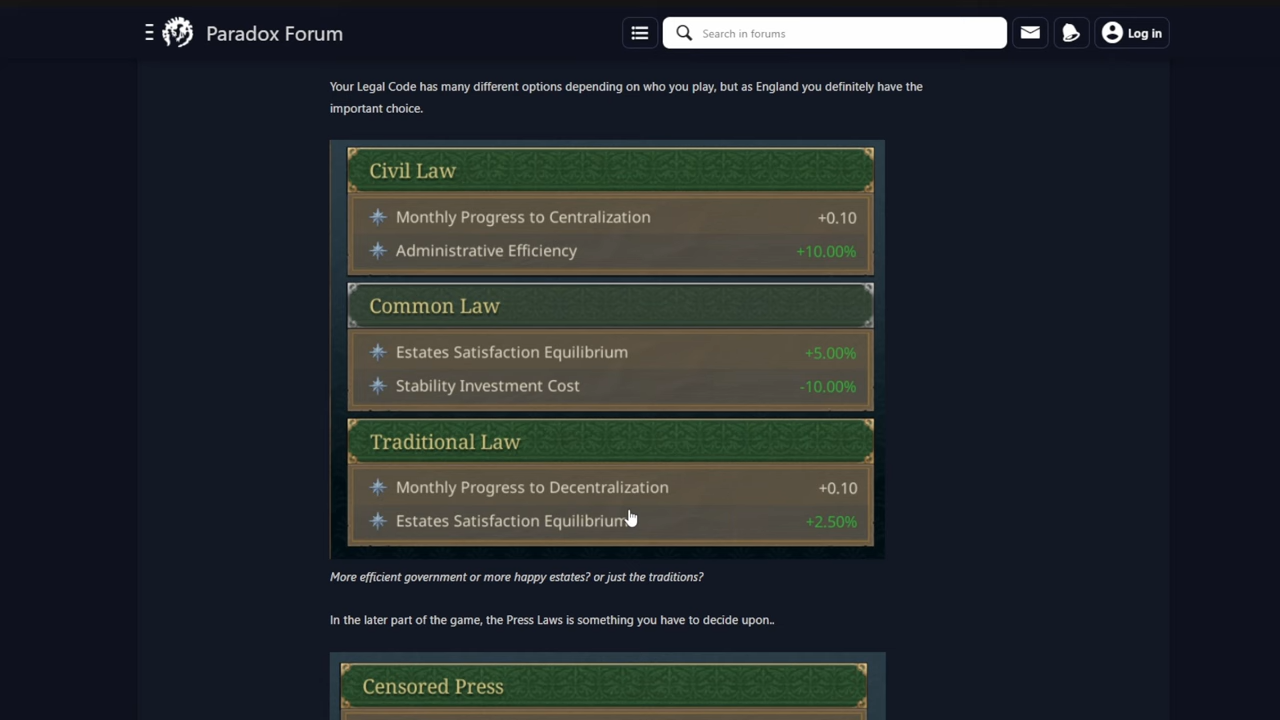 Paradox Forum
Search in forums
Log in
Your Legal Code has many different options depending on who you play, but as England you definitely have the
important choice.
Civil Law
Monthly Progress to Centralization +0.10
Administrative Efficiency +10.00%
Common Law
Estates Satisfaction Equilibrium +5.00%
Stability Investment Cost -10.00%
Traditional Law
Monthly Progress to Decentralization +0.10
Estates Satisfaction Equilibrium +2.50%
More efficient government or more happy estates? or just the traditions?
In the later part of the game, the Press Laws is something you have to decide upon..
Censored Press